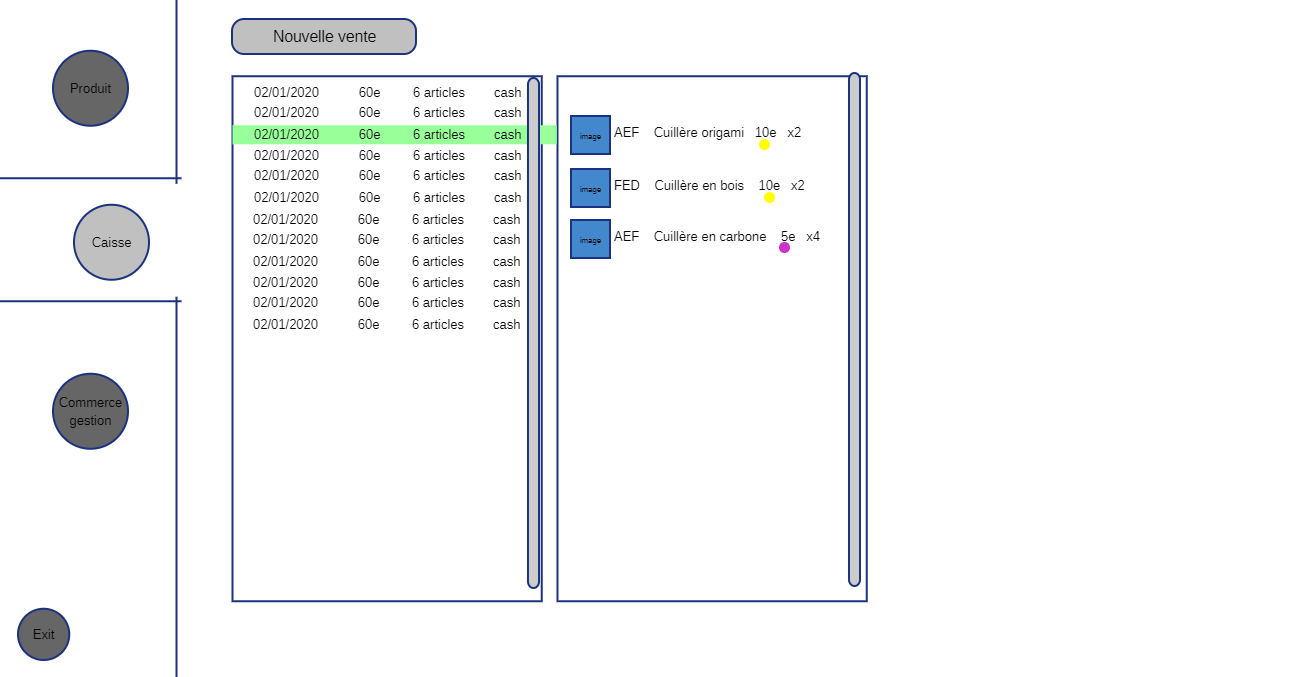 Nouvelle vente
Produit
Caisse
Commerce
gestion
Exit
02/01/2020 60e 6 articles cash
02/01/2020 60e 6 articles cash
02/01/2020 60e 6 articles cash
02/01/2020 60e 6 articles cash
02/01/2020 60e 6 articles cash
02/01/2020 60e 6 articles cash
02/01/2020 60e 6 articles cash
02/01/2020 60e 6 articles cash
02/01/2020 60e 6 articles cash
02/01/2020 60e 6 articles cash
02/01/2020 60e 6 articles cash
02/01/2020 60e 6 articles cash
image AEF Cuillère origami 10e x2
image FED Cuillère en bois 10e x2
image AEF Cuillère en carbone 5e x4